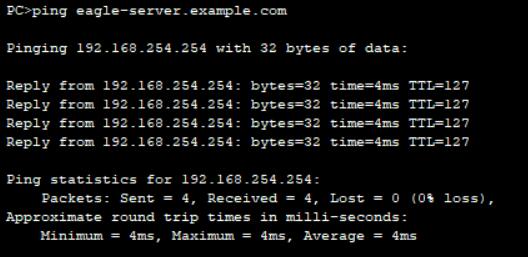 PC>ping eagle-server.example.com
Pinging 192.168.254.254 with 32 bytes of data:
Reply from 192.168.254.254: bytes=32 time=4ms TTL=127
Reply from 192.168.254.254: bytes=32 time=4ms TTL=127
Reply from 192.168.254.254: bytes=32 time=4ms TTL=127
Reply from 192.168.254.254: bytes=32 time=4ms TTL=127
Ping statistics for 192.168.254.254:
Packets: Sent = 4, Received = 4, Lost = 0 (0% loss),
Approximate round trip times in milli-seconds:
Minimum = 4ms, Maximum = 4ms, Average = 4ms